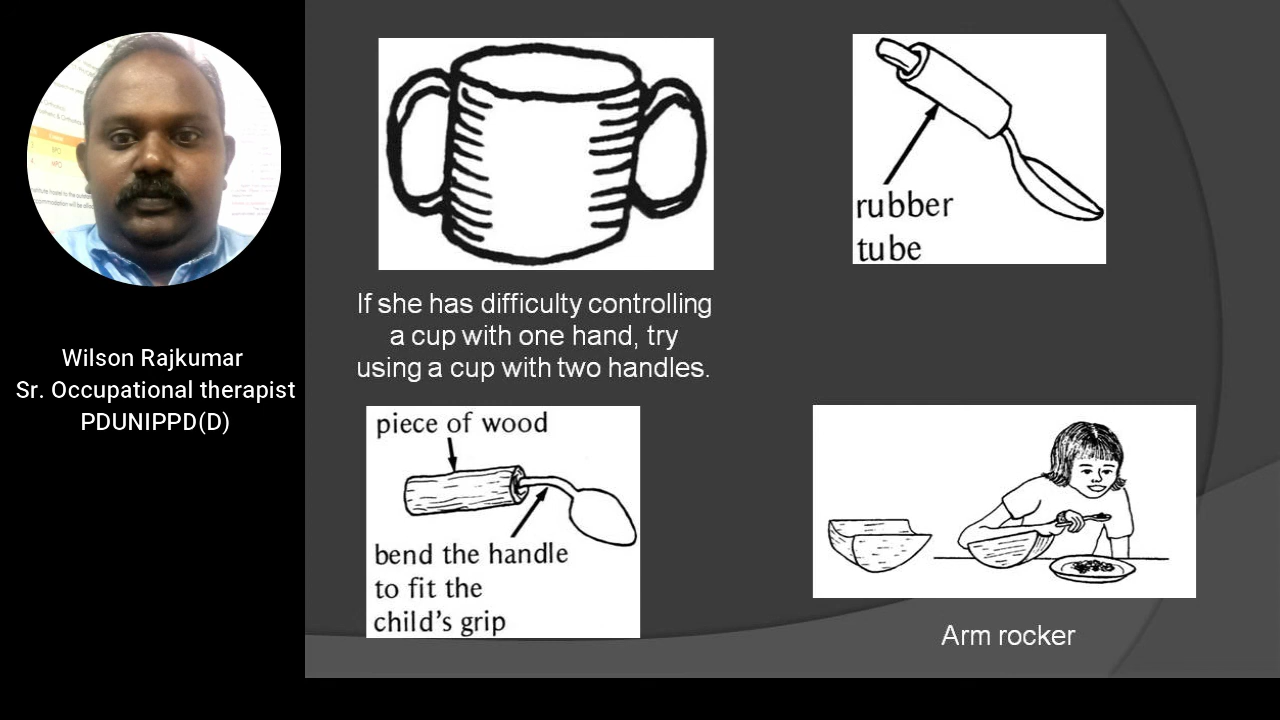 Wilson Rajkumar
Sr. Occupational therapist
PDUNIPPD(D)
If she has difficulty controlling
a cup with one hand, try
using a cup with two handles.
rubber
tube
piece of wood
bend the handle
to fit the
child's grip
Arm rocker